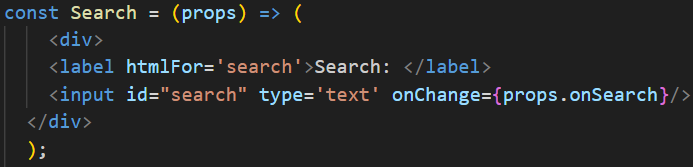 const Search = (props) => (
<div>
<label htmlFor='search'>Search: </label>
<input id="search" type='text' onChange={props.onSearch}/>
</div>
);